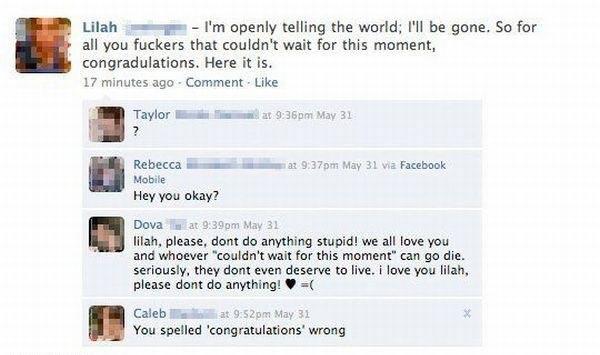 Lilah - I'm openly telling the world; I'll be gone. So for
all you fuckers that couldn't wait for this moment,
congradulations. Here it is.
17 minutes ago · Comment · Like
Taylor at 9:36pm May 31
?
Rebecca at 9:37pm May 31 via Facebook
Mobile
Hey you okay?
Dova at 9:39pm May 31
lilah, please, dont do anything stupid! we all love you
and whoever "couldn't wait for this moment" can go die.
seriously, they dont even deserve to live. i love you lilah,
please dont do anything! ♥ =(
Caleb at 9:52pm May 31 x
You spelled 'congratulations' wrong